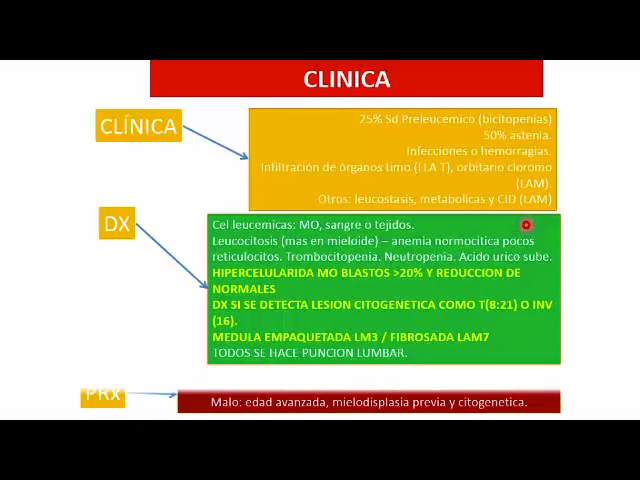 CLINICA
CLÍNICA
25% Sd Preleucemico (bicitopenias)
50% astenia.
Infecciones o hemorragias.
Infiltración de órganos timo (LLA T), orbitario cloromo
(LAM).
Otros: leucostasis, metabolicas y CID (LAM)
DX
Cel leucemicas: MO, sangre o tejidos.
Leucocitosis (mas en mieloide) – anemia normocitica pocos
reticulocitos. Trombocitopenia. Neutropenia. Acido urico sube.
HIPERCELULARIDA MO BLASTOS >20% Y REDUCCION DE
NORMALES
DX SI SE DETECTA LESION CITOGENETICA COMO T(8:21) O INV
(16).
MEDULA EMPAQUETADA LM3 / FIBROSADA LAM7
TODOS SE HACE PUNCION LUMBAR.
PRX
Malo: edad avanzada, mielodisplasia previa y citogenetica.